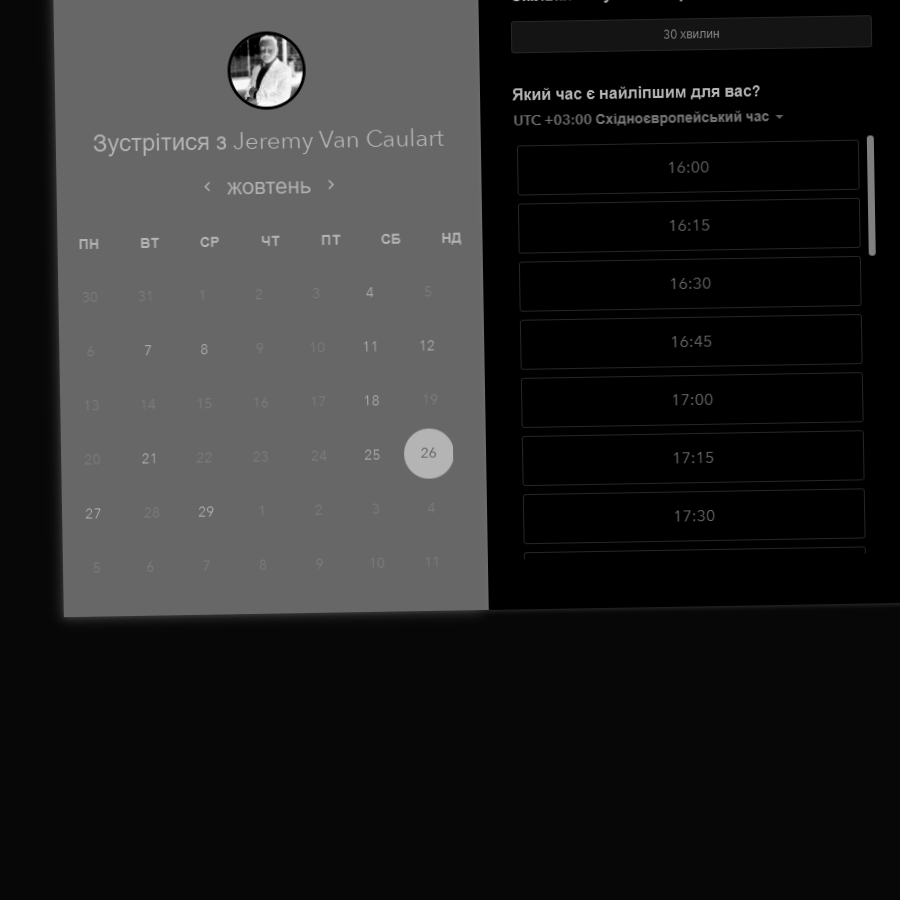 Зустрітися з Jeremy Van Caulart
жовтень
ПН ВТ СР ЧТ ПТ СБ НД
30 31 1 2 3 4 5
6 7 8 9 10 11 12
13 14 15 16 17 18 19
20 21 22 23 24 25 26
27 28 29 1 2 3 4
5 6 7 8 9 10 11
30 хвилин
Який час є найліпшим для вас?
UTC +03:00 Східноєвропейський час
16:00
16:15
16:30
16:45
17:00
17:15
17:30